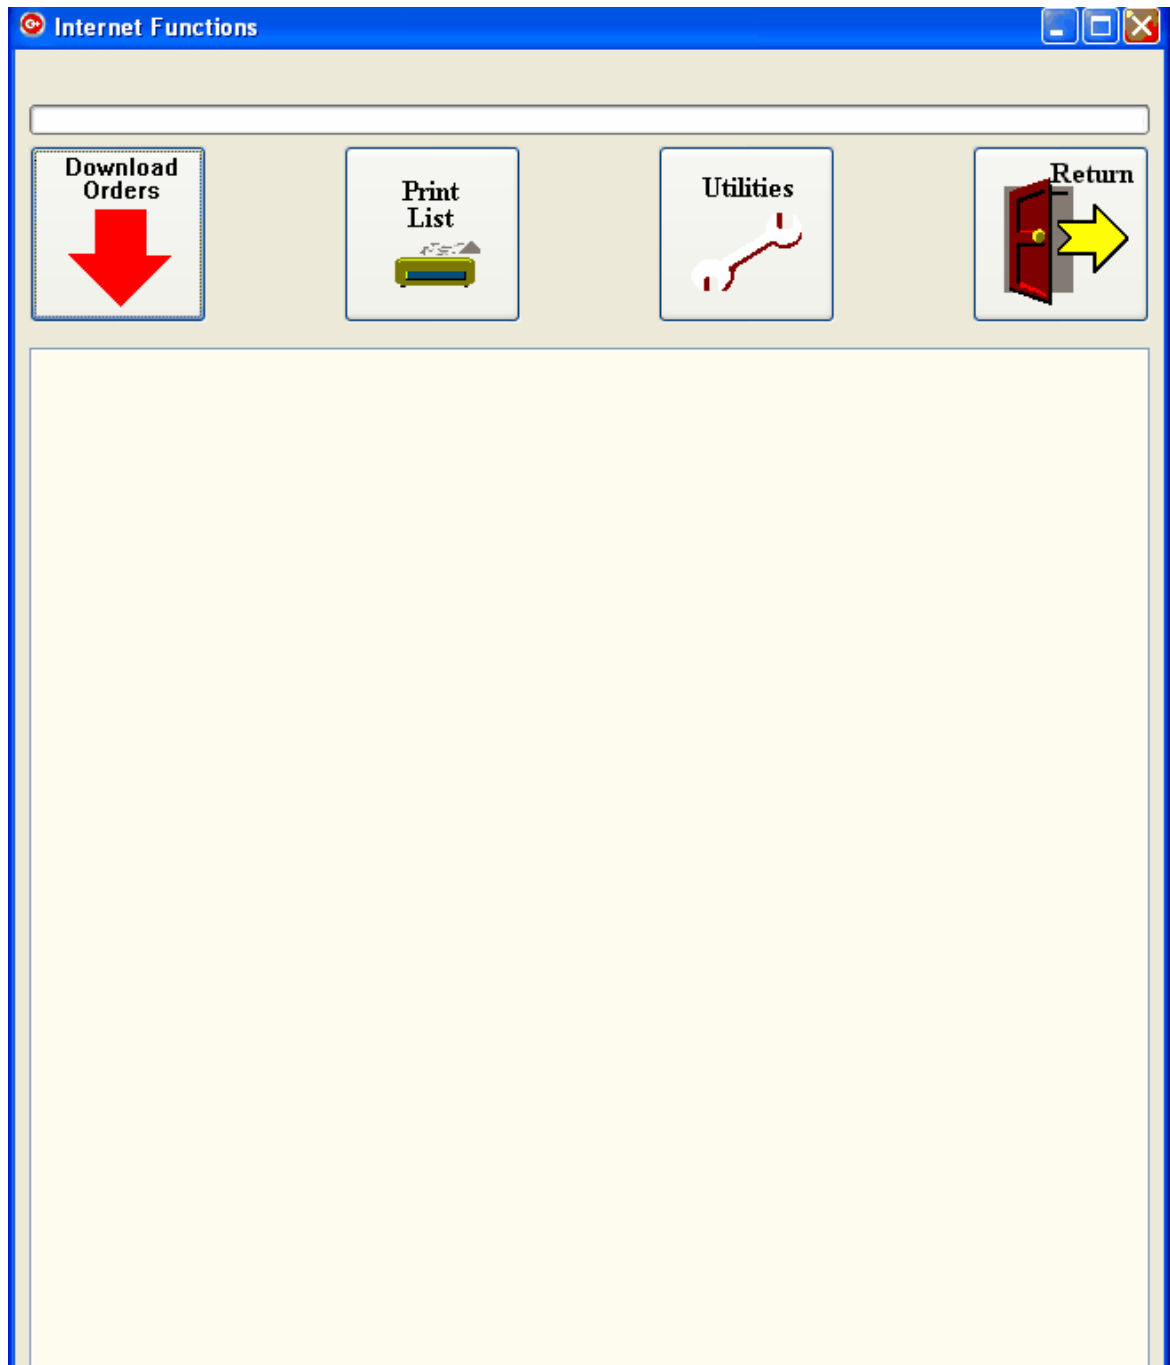 Internet Functions
Download
Orders
Print
List
Utilities
Return